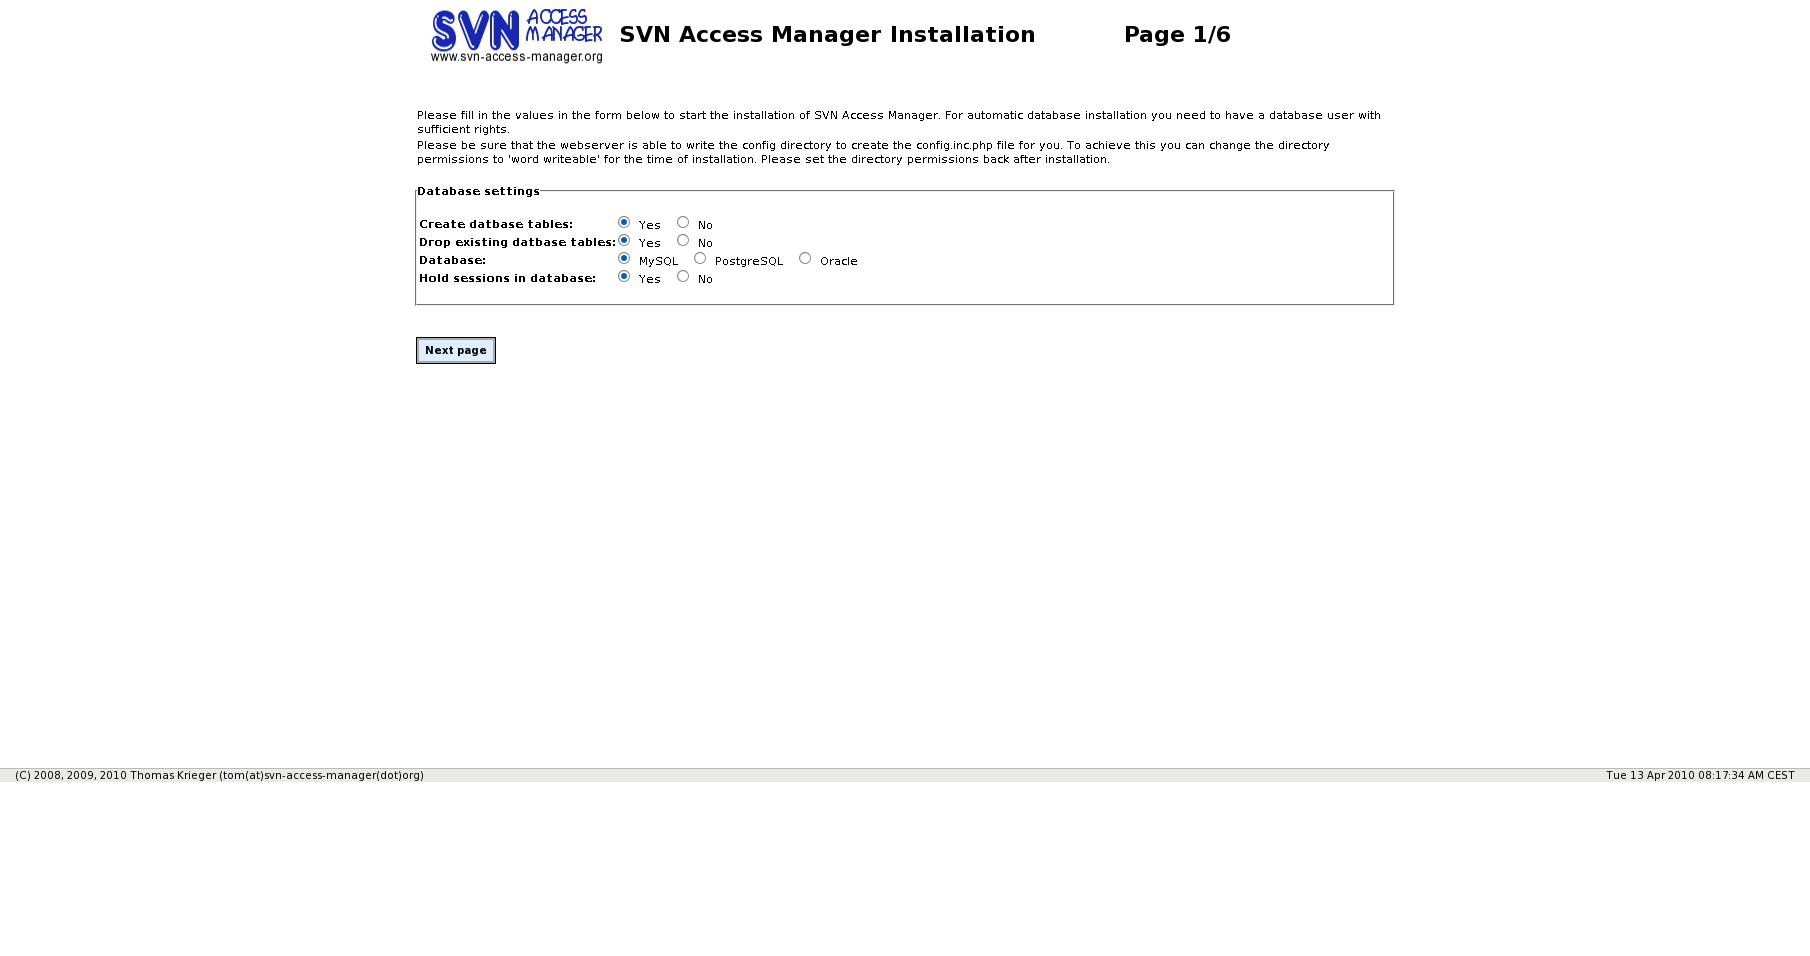 SVN ACCESS MANAGER
www.svn-access-manager.org
SVN Access Manager Installation Page 1/6
Please fill in the values in the form below to start the installation of SVN Access Manager. For automatic database installation you need to have a database user with
sufficient rights.
Please be sure that the webserver is able to write the config directory to create the config.inc.php file for you. To achieve this you can change the directory
permissions to 'word writeable' for the time of installation. Please set the directory permissions back after installation.
Database settings
Create datbase tables: Yes No
Drop existing datbase tables: Yes No
Database: MySQL PostgreSQL Oracle
Hold sessions in database: Yes No
Next page
(C) 2008, 2009, 2010 Thomas Krieger (tom(at)svn-access-manager(dot)org) Tue 13 Apr 2010 08:17:34 AM CEST